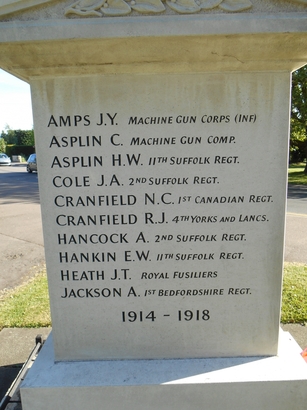 AMPS J.Y. MACHINE GUN CORPS (INF)
ASPLIN C. MACHINE GUN COMP.
ASPLIN H.W. 11TH SUFFOLK REGT.
COLE J.A. 2ND SUFFOLK REGT.
CRANFIELD N.C. 1ST CANADIAN REGT.
CRANFIELD R.J. 4TH YORKS AND LANCS.
HANCOCK A. 2ND SUFFOLK REGT.
HANKIN E.W. 11TH SUFFOLK REGT.
HEATH J.T. ROYAL FUSILIERS
JACKSON A. 1ST BEDFORDSHIRE REGT.
1914 - 1918